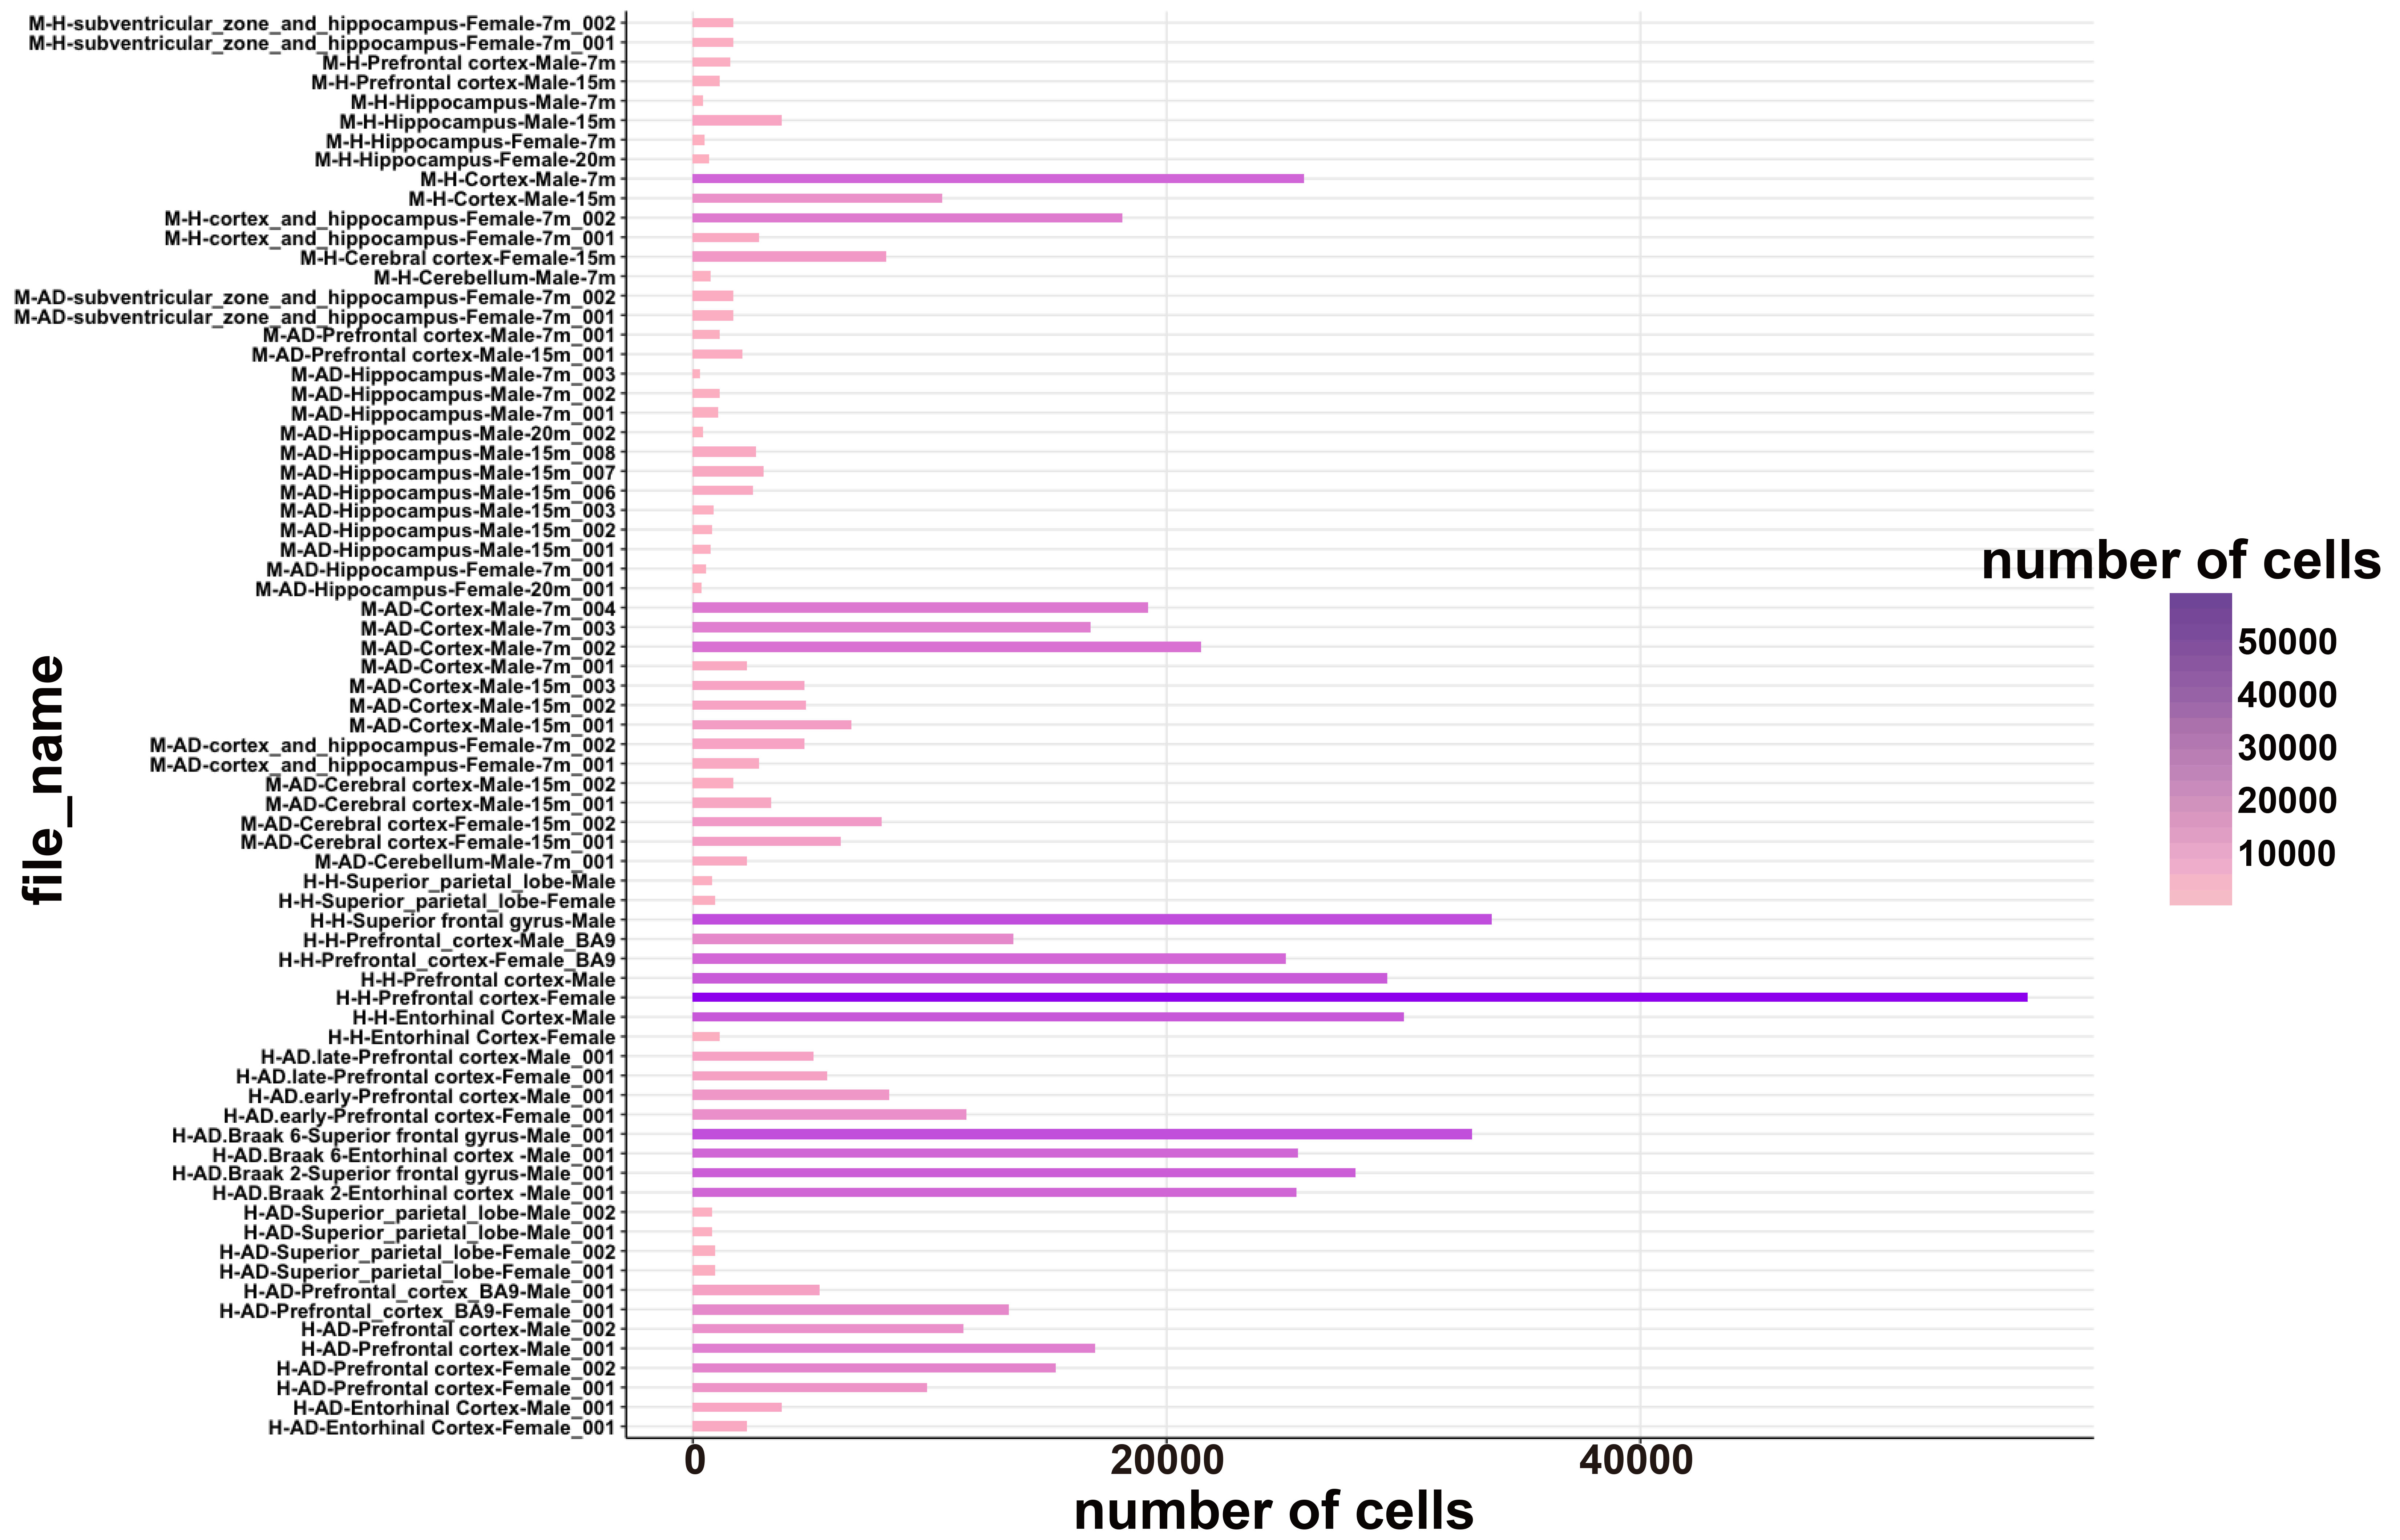 M-H-subventricular_zone_and_hippocampus-Female-7m_002
M-H-subventricular_zone_and_hippocampus-Female-7m_001
M-H-Prefrontal cortex-Male-7m
M-H-Prefrontal cortex-Male-15m
M-H-Hippocampus-Male-7m
M-H-Hippocampus-Male-15m
M-H-Hippocampus-Female-7m
M-H-Hippocampus-Female-20m
M-H-Cortex-Male-7m
M-H-Cortex-Male-15m
M-H-cortex_and_hippocampus-Female-7m_002
M-H-cortex_and_hippocampus-Female-7m_001
M-H-Cerebral cortex-Female-15m
M-H-Cerebellum-Male-7m
M-AD-subventricular_zone_and_hippocampus-Female-7m_002
M-AD-subventricular_zone_and_hippocampus-Female-7m_001
M-AD-Prefrontal cortex-Male-7m_001
M-AD-Prefrontal cortex-Male-15m_001
M-AD-Hippocampus-Male-7m_003
M-AD-Hippocampus-Male-7m_002
M-AD-Hippocampus-Male-7m_001
M-AD-Hippocampus-Male-20m_002
M-AD-Hippocampus-Male-15m_008
M-AD-Hippocampus-Male-15m_007
M-AD-Hippocampus-Male-15m_006
M-AD-Hippocampus-Male-15m_003
M-AD-Hippocampus-Male-15m_002
M-AD-Hippocampus-Male-15m_001
M-AD-Hippocampus-Female-7m_001
M-AD-Hippocampus-Female-20m_001
M-AD-Cortex-Male-7m_004
M-AD-Cortex-Male-7m_003
M-AD-Cortex-Male-7m_002
M-AD-Cortex-Male-7m_001
M-AD-Cortex-Male-15m_003
M-AD-Cortex-Male-15m_002
M-AD-Cortex-Male-15m_001
M-AD-cortex_and_hippocampus-Female-7m_002
M-AD-cortex_and_hippocampus-Female-7m_001
M-AD-Cerebral cortex-Male-15m_002
M-AD-Cerebral cortex-Male-15m_001
M-AD-Cerebral cortex-Female-15m_002
M-AD-Cerebral cortex-Female-15m_001
M-AD-Cerebellum-Male-7m_001
H-H-Superior_parietal_lobe-Male
H-H-Superior_parietal_lobe-Female
H-H-Superior frontal gyrus-Male
H-H-Prefrontal_cortex-Male_BA9
H-H-Prefrontal_cortex-Female_BA9
H-H-Prefrontal cortex-Male
H-H-Prefrontal cortex-Female
H-H-Entorhinal Cortex-Male
H-H-Entorhinal Cortex-Female
H-AD.late-Prefrontal cortex-Male_001
H-AD.late-Prefrontal cortex-Female_001
H-AD.early-Prefrontal cortex-Male_001
H-AD.early-Prefrontal cortex-Female_001
H-AD.Braak 6-Superior frontal gyrus-Male_001
H-AD.Braak 6-Entorhinal cortex -Male_001
H-AD.Braak 2-Superior frontal gyrus-Male_001
H-AD.Braak 2-Entorhinal cortex -Male_001
H-AD-Superior_parietal_lobe-Male_002
H-AD-Superior_parietal_lobe-Male_001
H-AD-Superior_parietal_lobe-Female_002
H-AD-Superior_parietal_lobe-Female_001
H-AD-Prefrontal_cortex_BA9-Male_001
H-AD-Prefrontal_cortex_BA9-Female_001
H-AD-Prefrontal cortex-Male_002
H-AD-Prefrontal cortex-Male_001
H-AD-Prefrontal cortex-Female_002
H-AD-Prefrontal cortex-Female_001
H-AD-Entorhinal Cortex-Male_001
H-AD-Entorhinal Cortex-Female_001
file_name
0 20000 40000
number of cells
number of cells
50000
40000
30000
20000
10000